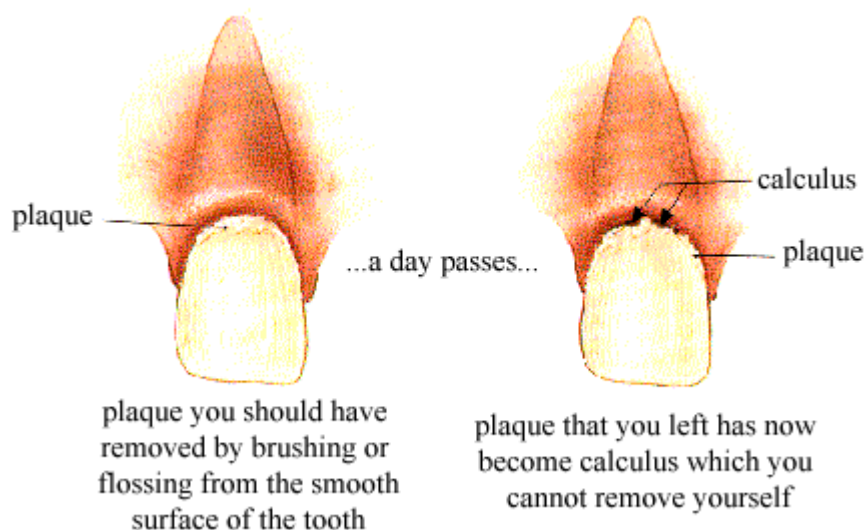 plaque
calculus
plaque
...a day passes...
plaque you should have
removed by brushing or
flossing from the smooth
surface of the tooth
plaque that you left has now
become calculus which you
cannot remove yourself